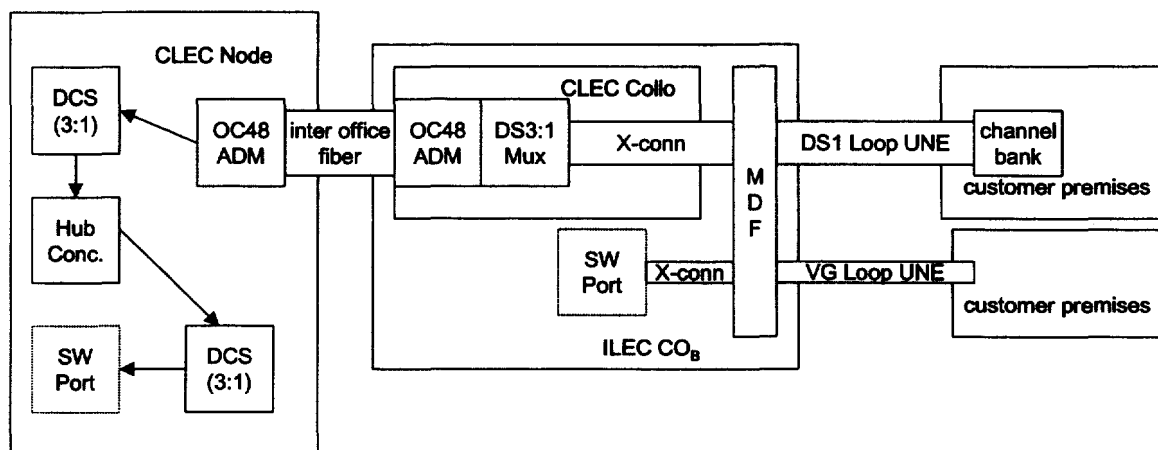 CLEC Node
DCS
(3:1)
OC48
ADM
inter office
fiber
Hub
Conc.
SW
Port
DCS
(3:1)
CLEC Collo
OC48
ADM
DS3:1
Mux
X-conn
M
D
F
SW
Port
X-conn
ILEC CO_B
DS1 Loop UNE
channel
bank
customer premises
VG Loop UNE
customer premises